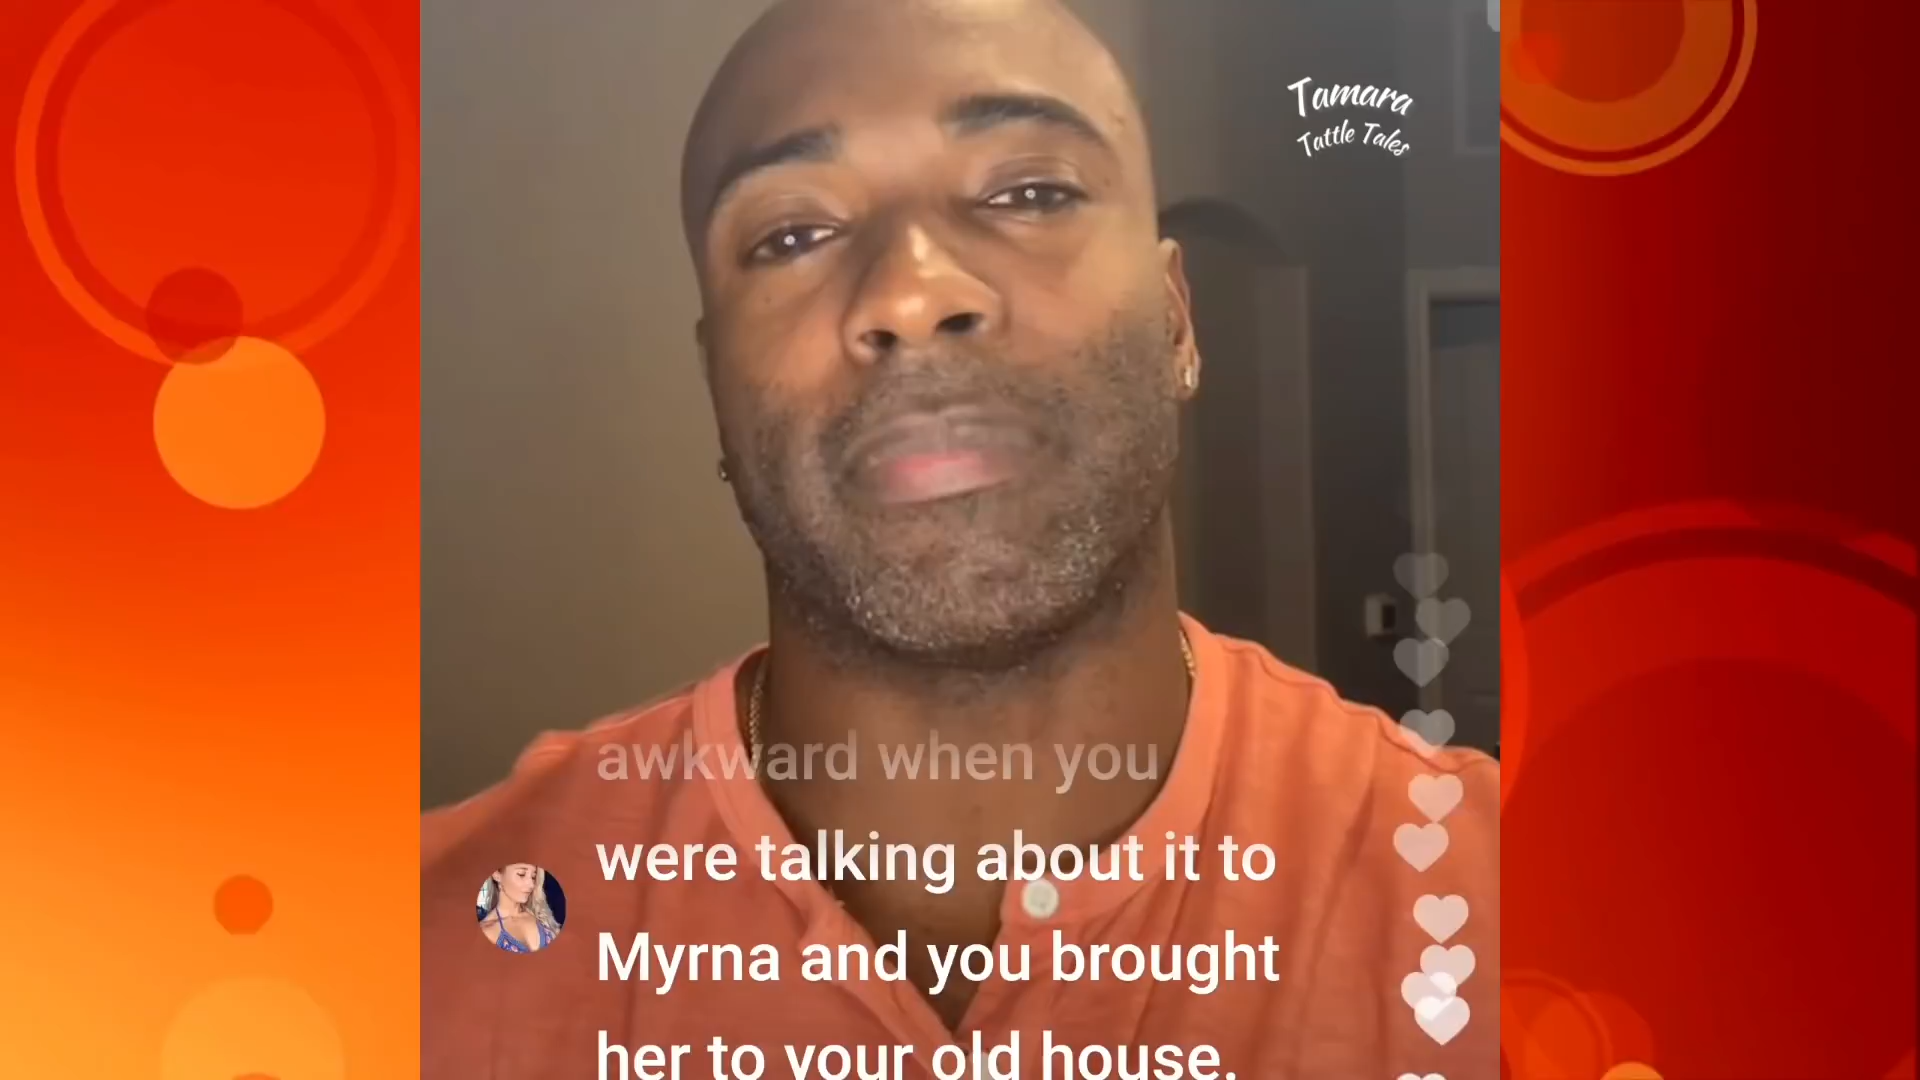 Tamara
Tattle Tales
awkward when you
were talking about it to
Myrna and you brought
her to your old house.